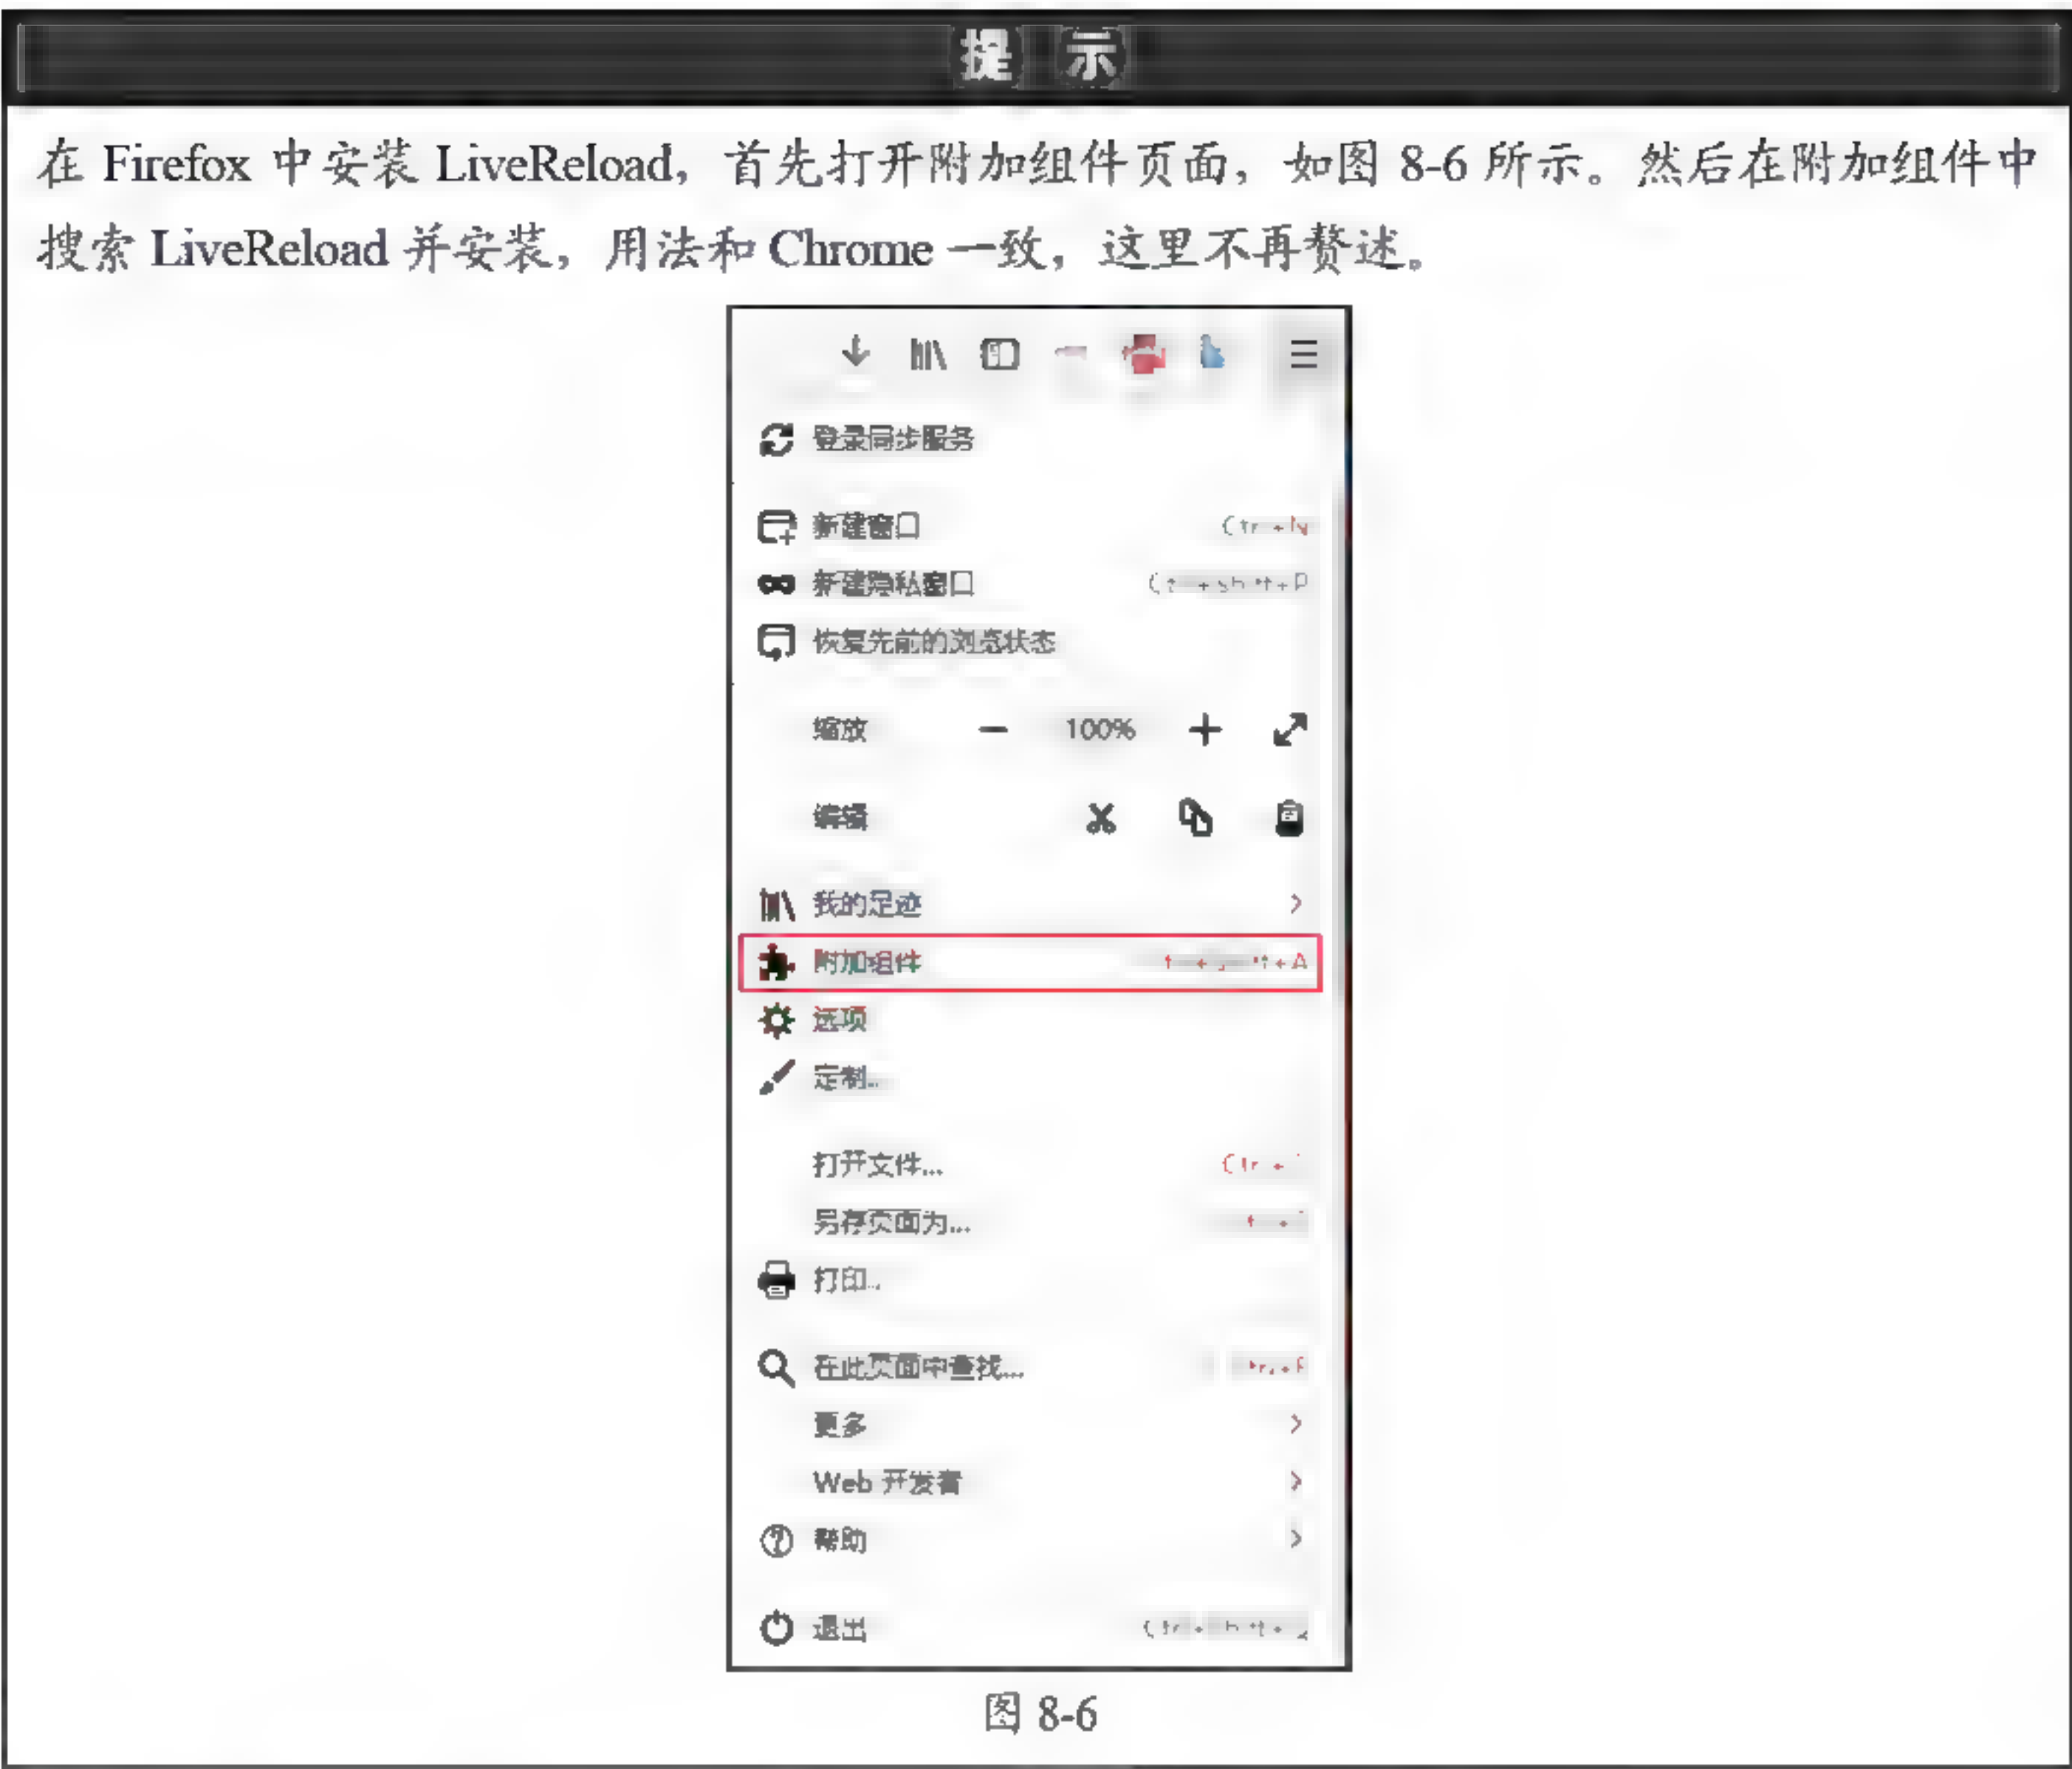 提 示
在 Firefox 中安装 LiveReload，首先打开附加组件页面，如图 8-6 所示。然后在附加组件中
搜索 LiveReload 并安装，用法和 Chrome 一致，这里不再赘述。
登录同步服务
新建窗口
新建隐私窗口
恢复先前的浏览状态
缩放 100%
编辑
我的足迹
附加组件
选项
定制...
打开文件...
另存页面为...
打印...
在此页面中查找...
更多
Web 开发者
帮助
退出
图 8-6